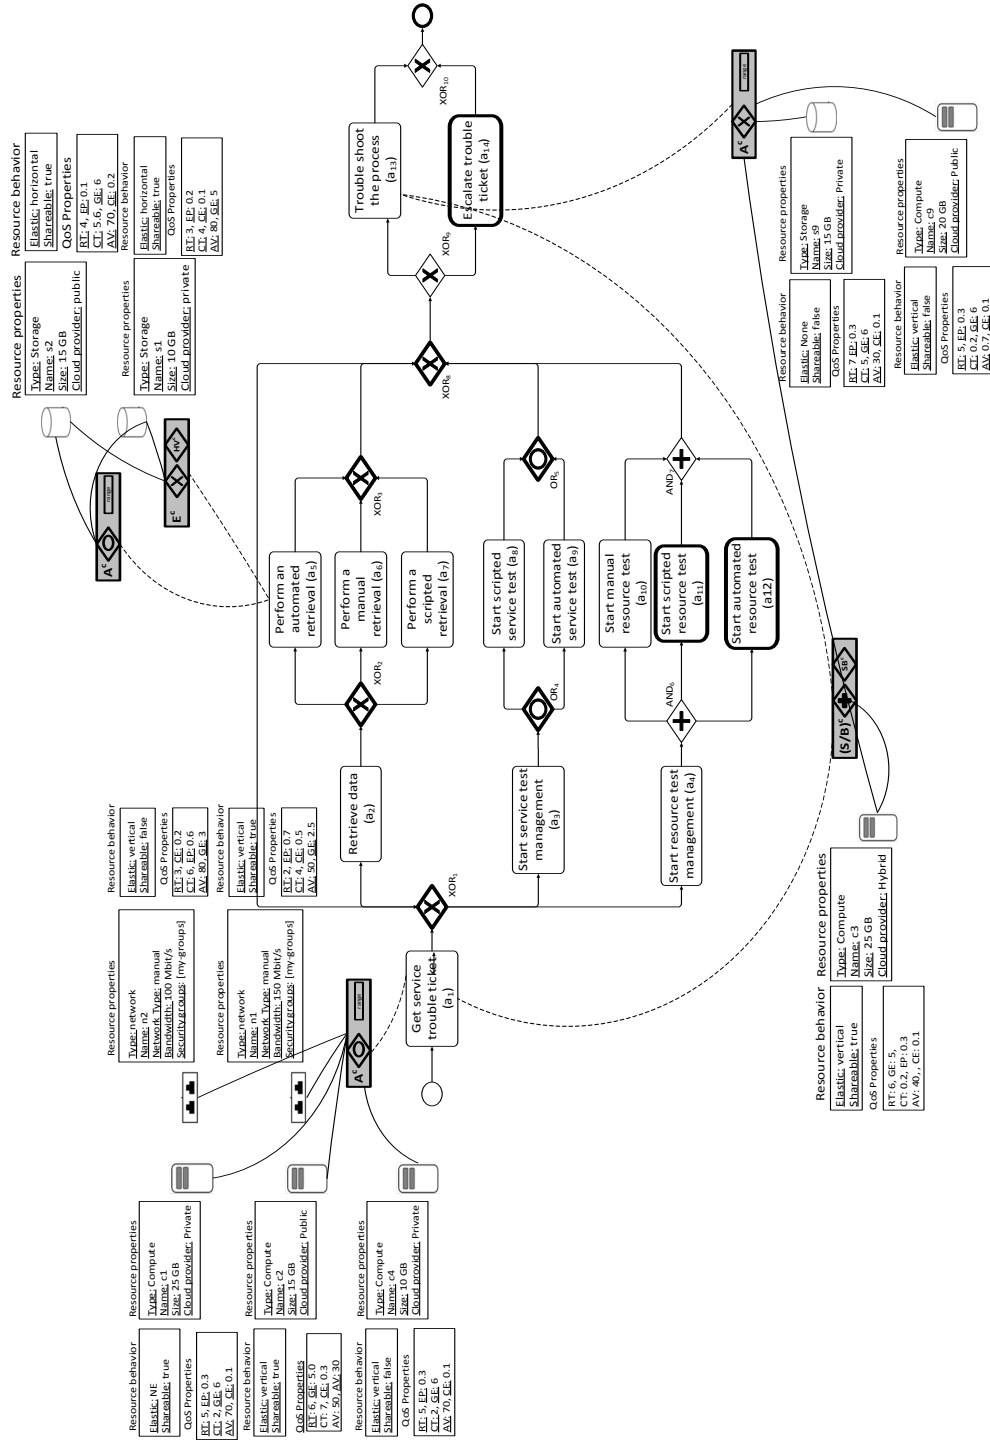 Resource behavior
Elastic: NE
Shareable: true
QoS Properties
RT: 5, EP: 0.3
CT: 2, GE: 6
AV: 70, CE: 0.1
Resource properties
Type: Compute
Name: c1
Size: 25 GB
Cloud provider: Private
Resource behavior
Elastic: vertical
Shareable: true
QoS Properties
RT: 6, GE: 5.0
CT: 7, CE: 0.3
AV: 50, AV: 30
Resource properties
Type: Compute
Name: c2
Size: 15 GB
Cloud provider: Public
Resource behavior
Elastic: vertical
Shareable: false
QoS Properties
RT: 5, EP: 0.3
CT: 2, GE: 6
AV: 70, CE: 0.1
Resource properties
Type: Compute
Name: c4
Size: 10 GB
Cloud provider: Private
Resource properties
Type: network
Name: n2
Network Type: manual
Bandwidth: 100 Mbit/s
Security groups: [my-groups]
Resource behavior
Elastic: vertical
Shareable: false
QoS Properties
RT: 3, CE: 0.2
CT: 6, EP: 0.6
AV: 80, GE: 3
Resource properties
Type: network
Name: n1
Network Type: manual
Bandwidth: 150 Mbit/s
Security groups: [my-groups]
Resource behavior
Elastic: vertical
Shareable: true
QoS Properties
RT: 2, EP: 0.7
CT: 4, CE: 0.5
AV: 50, GE: 2.5
Aᶜ
range
Get service
trouble ticket
(a₁)
XOR₁
Retrieve data
(a₂)
Start service test
management
(a₃)
Start resource test
management (a₄)
XOR₂
Perform an
automated
retrieval (a₅)
Perform a
manual
retrieval (a₆)
Perform a
scripted
retrieval (a₇)
XOR₃
OR₄
Start scripted
service test (a₈)
Start automated
service test (a₉)
OR₅
AND₆
Start manual
resource test
(a₁₀)
Start scripted
resource test
(a₁₁)
Start automated
resource test
(a12)
AND₇
XOR₈
XOR₉
Trouble shoot
the process
(a₁₃)
Escalate trouble
ticket (a₁₄)
XOR₁₀
Aᶜ
range
Eᶜ
Resource properties
Type: Storage
Name: s2
Size: 15 GB
Cloud provider: public
Resource behavior
Elastic: horizontal
Shareable: true
QoS Properties
RT: 4, EP: 0.1
CT: 5.6, GE: 6
AV: 70, CE: 0.2
Resource properties
Type: Storage
Name: s1
Size: 10 GB
Cloud provider: private
Resource behavior
Elastic: horizontal
Shareable: true
QoS Properties
RT: 3, EP: 0.2
CT: 4, CE: 0.1
AV: 80, GE: 5
Resource behavior
Elastic: vertical
Shareable: true
QoS Properties
RT: 6, GE: 5,
CT: 0.2, EP: 0.3
AV: 40, , CE: 0.1
Resource properties
Type: Compute
Name: c3
Size: 25 GB
Cloud provider: Hybrid
(S/B)ᶜ
Aᶜ
range
Resource behavior
Elastic: None
Shareable: false
QoS Properties
RT: 7 EP: 0.3
CT: 5, GE: 6
AV: 30, CE: 0.1
Resource properties
Type: Storage
Name: s9
Size: 15 GB
Cloud provider: Private
Resource behavior
Elastic: vertical
Shareable: false
QoS Properties
RT: 5, EP: 0.3
CT: 0.2, GE: 6
AV: 0.7, CE: 0.1
Resource properties
Type: Compute
Name: c9
Size: 20 GB
Cloud provider: Public